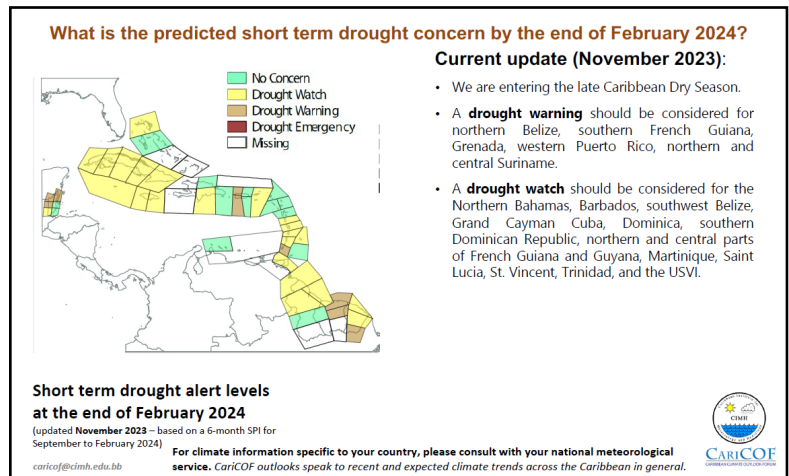 What is the predicted short term drought concern by the end of February 2024?
No Concern
Drought Watch
Drought Warning
Drought Emergency
Missing
Current update (November 2023):
• We are entering the late Caribbean Dry Season.
• A drought warning should be considered for
northern Belize, southern French Guiana,
Grenada, western Puerto Rico, northern and
central Suriname.
• A drought watch should be considered for the
Northern Bahamas, Barbados, southwest Belize,
Grand Cayman Cuba, Dominica, southern
Dominican Republic, northern and central parts
of French Guiana and Guyana, Martinique, Saint
Lucia, St. Vincent, Trinidad, and the USVI.
Short term drought alert levels
at the end of February 2024
(updated November 2023 – based on a 6-month SPI for
September to February 2024)
For climate information specific to your country, please consult with your national meteorological
service. CariCOF outlooks speak to recent and expected climate trends across the Caribbean in general.
caricof@cimh.edu.bb
CIMH
CARICOF
CARIBBEAN CLIMATE OUTLOOK FORUM